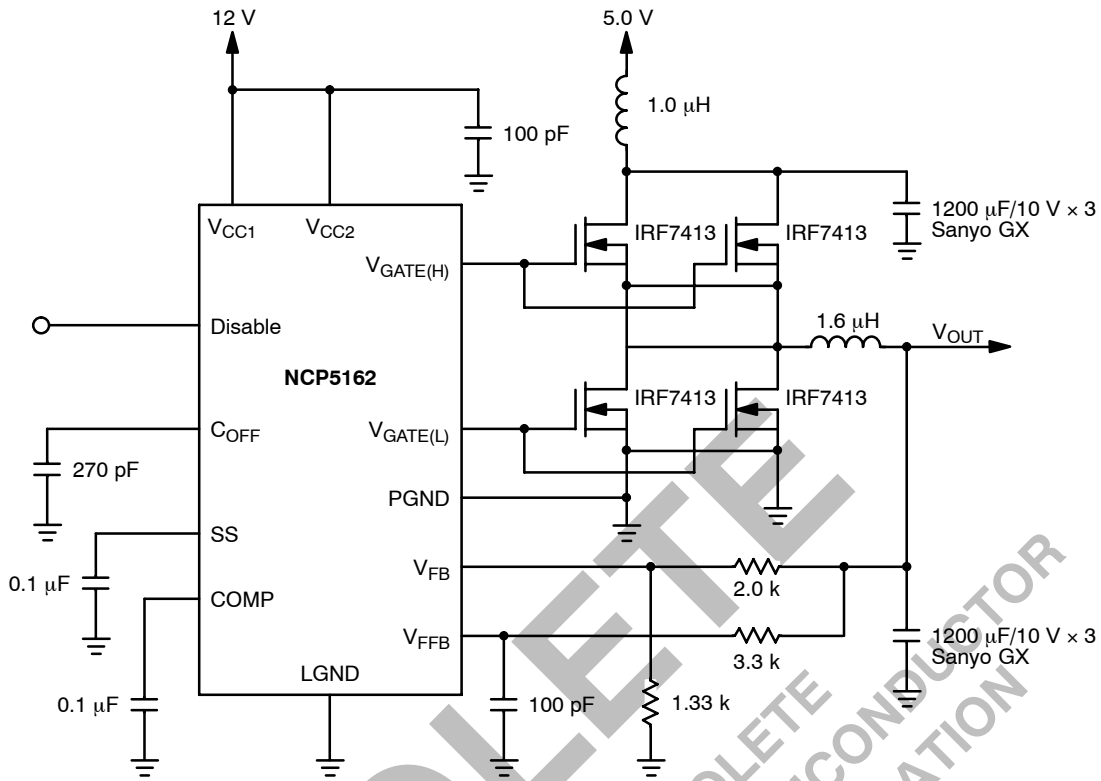 12 V
5.0 V
1.0 μH
100 pF
1200 μF/10 V × 3
Sanyo GX
VCC1
VCC2
IRF7413
IRF7413
VGATE(H)
Disable
1.6 μH
VOUT
NCP5162
IRF7413
IRF7413
COFF
VGATE(L)
270 pF
PGND
SS
VFB
2.0 k
0.1 μF
COMP
VFFB
3.3 k
1200 μF/10 V × 3
Sanyo GX
LGND
0.1 μF
100 pF
1.33 k